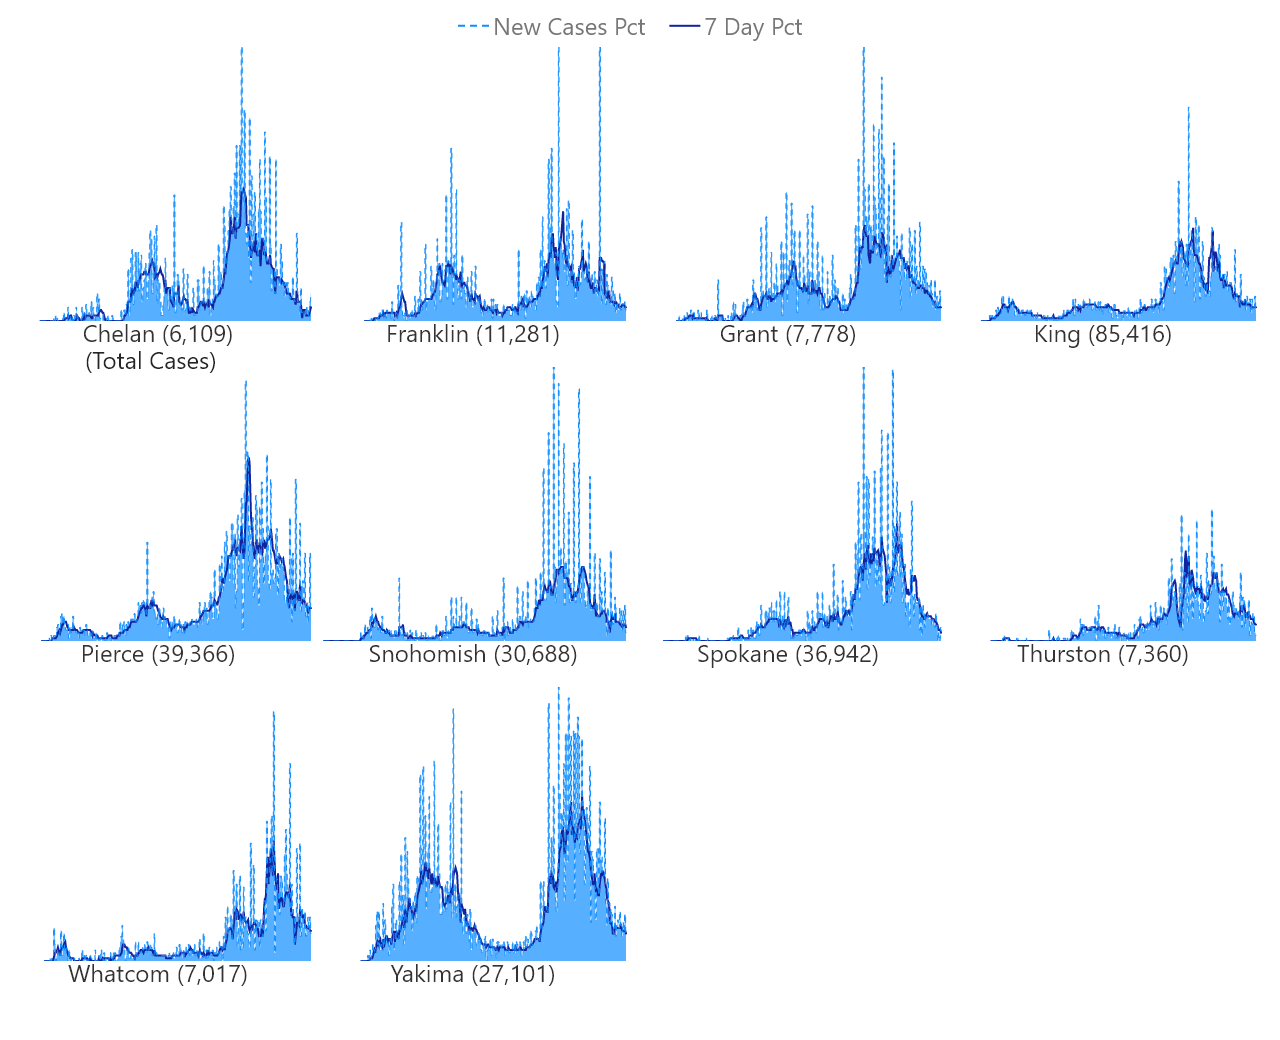 New Cases Pct 7 Day Pct
Chelan (6,109) Franklin (11,281) Grant (7,778) King (85,416)
(Total Cases)
Pierce (39,366) Snohomish (30,688) Spokane (36,942) Thurston (7,360)
Whatcom (7,017) Yakima (27,101)